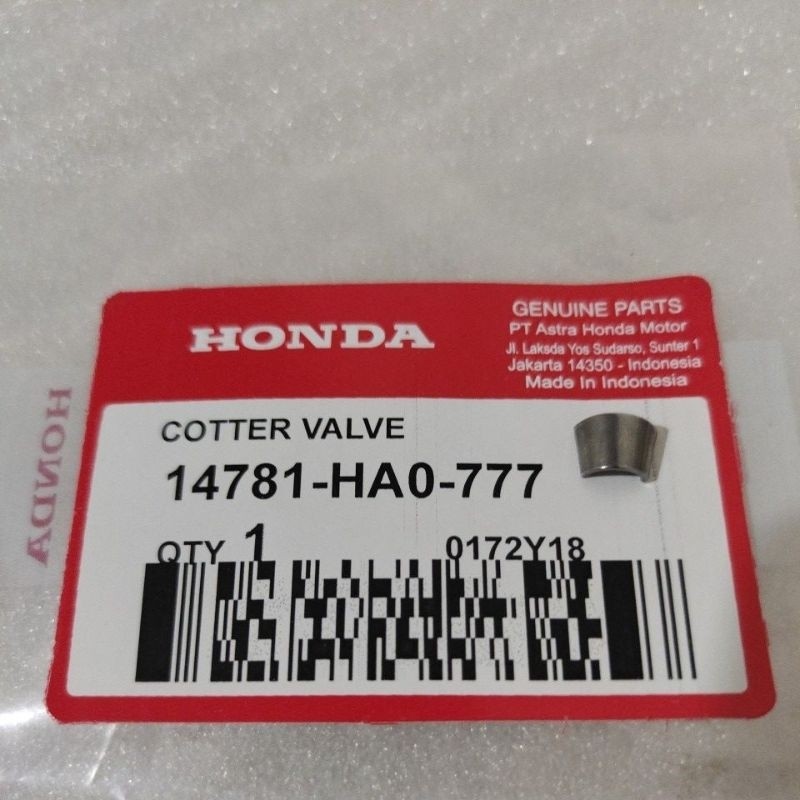 HONDA
GENUINE PARTS
PT Astra Honda Motor
Jl. Laksda Yos Sudarso, Sunter 1
Jakarta 14350 - Indonesia
Made In Indonesia
HONDA
COTTER VALVE
14781-HA0-777
QTY 1 0172Y18